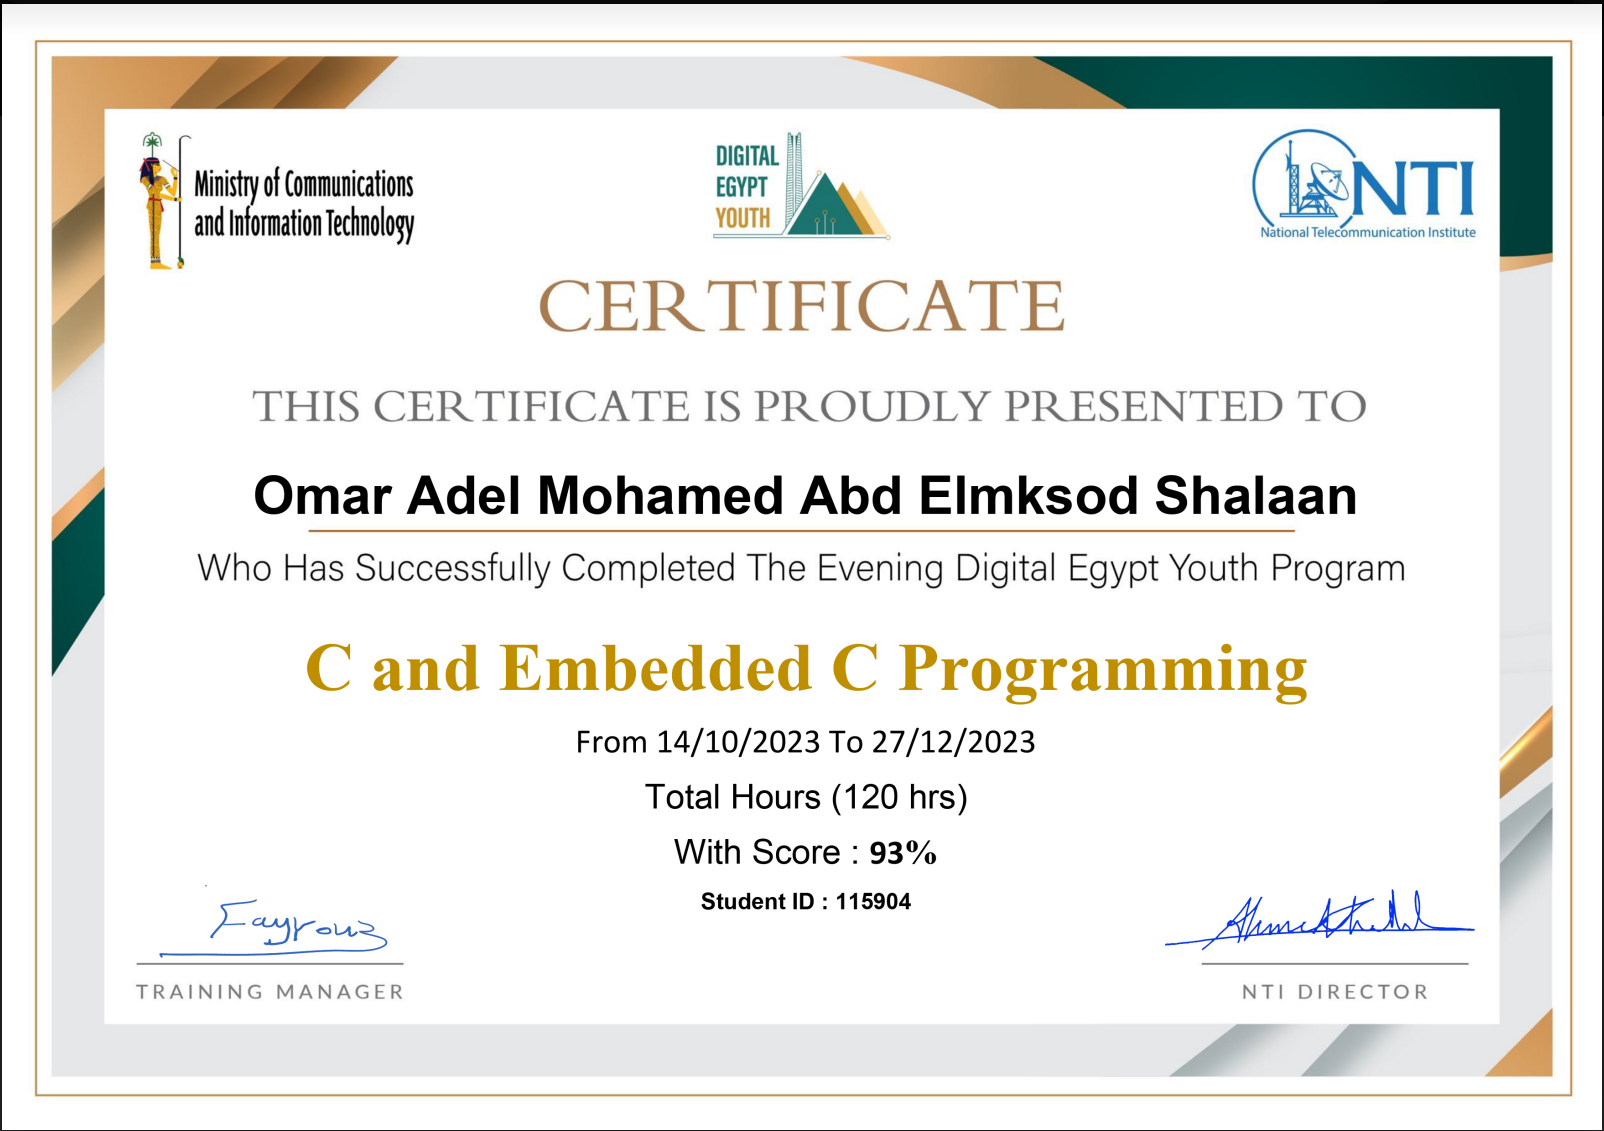 Ministry of Communications
and Information Technology
DIGITAL
EGYPT
YOUTH
NTI
National Telecommunication Institute
CERTIFICATE
THIS CERTIFICATE IS PROUDLY PRESENTED TO
Omar Adel Mohamed Abd Elmksod Shalaan
Who Has Successfully Completed The Evening Digital Egypt Youth Program
C and Embedded C Programming
From 14/10/2023 To 27/12/2023
Total Hours (120 hrs)
With Score : 93%
Student ID : 115904
Fayrouz
TRAINING MANAGER
NTI DIRECTOR